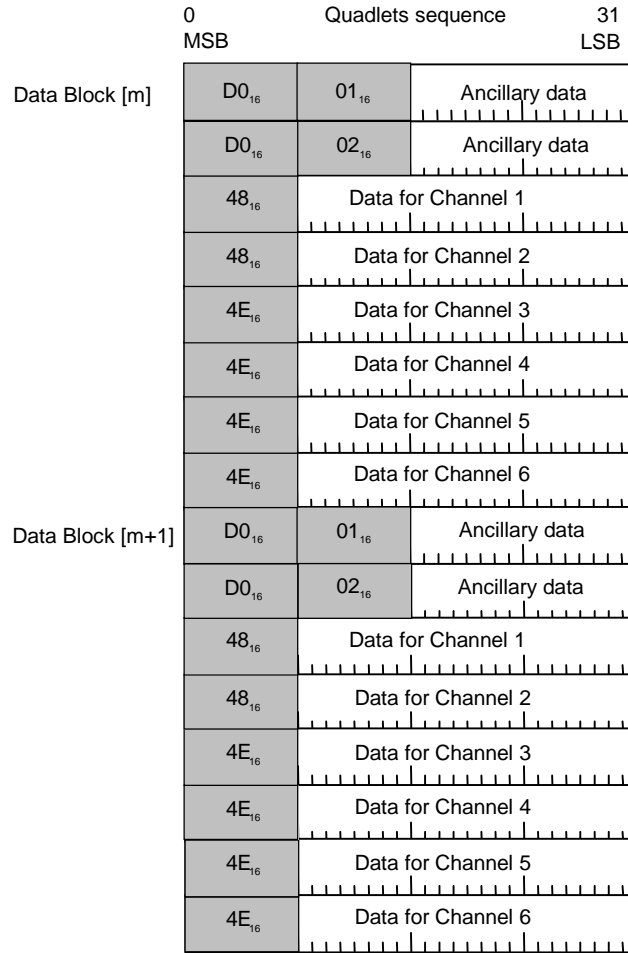 0 Quadlets sequence 31
MSB LSB
Data Block [m] D0₁₆ 01₁₆ Ancillary data
D0₁₆ 02₁₆ Ancillary data
48₁₆ Data for Channel 1
48₁₆ Data for Channel 2
4E₁₆ Data for Channel 3
4E₁₆ Data for Channel 4
4E₁₆ Data for Channel 5
4E₁₆ Data for Channel 6
Data Block [m+1] D0₁₆ 01₁₆ Ancillary data
D0₁₆ 02₁₆ Ancillary data
48₁₆ Data for Channel 1
48₁₆ Data for Channel 2
4E₁₆ Data for Channel 3
4E₁₆ Data for Channel 4
4E₁₆ Data for Channel 5
4E₁₆ Data for Channel 6